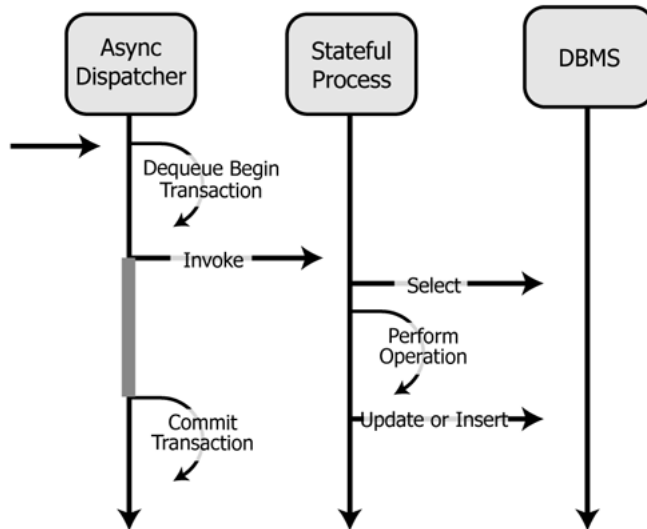 Async
Dispatcher
Stateful
Process
DBMS
Dequeue Begin
Transaction
Invoke
Select
Perform
Operation
Update or Insert
Commit
Transaction